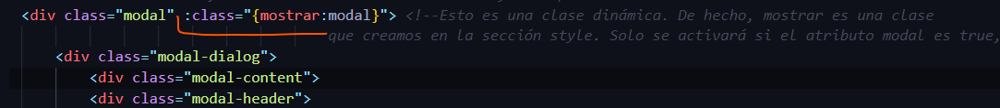 <div class="modal" :class="{mostrar:modal}"> <!--Esto es una clase dinámica. De hecho, mostrar es una clase
que creamos en la sección style. Solo se activará si el atributo modal es true,
<div class="modal-dialog">
<div class="modal-content">
<div class="modal-header">